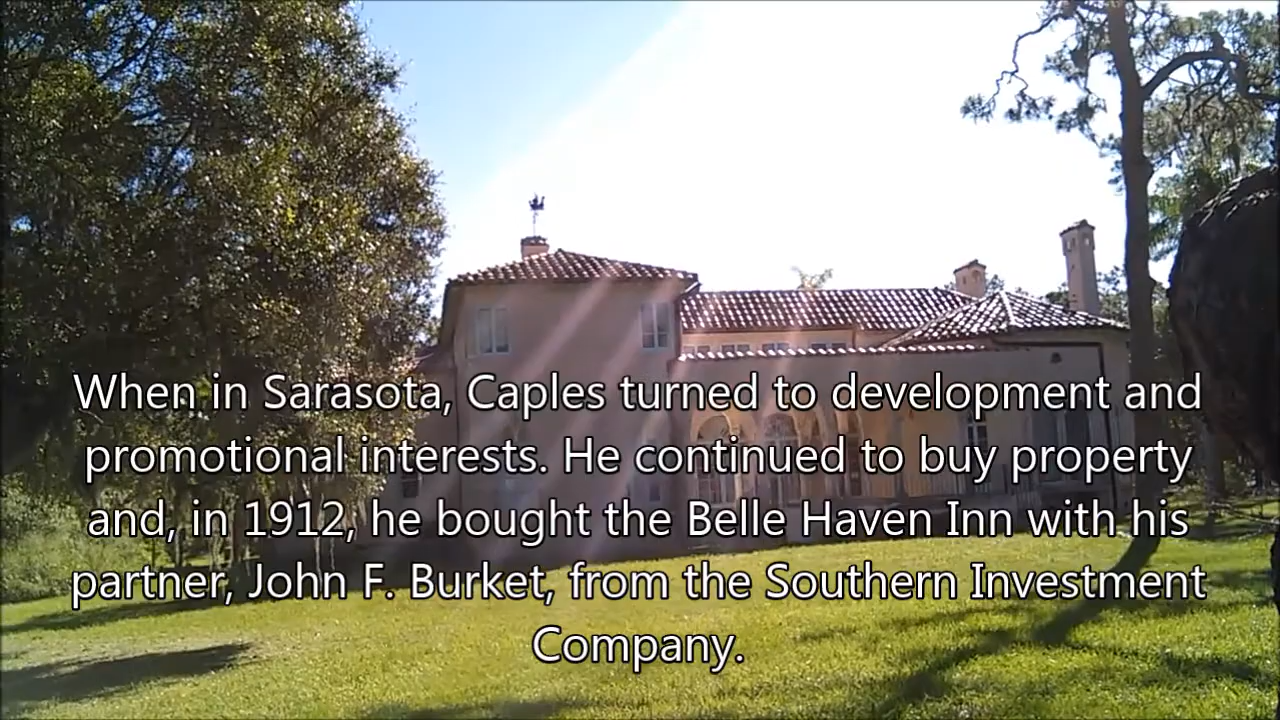 When in Sarasota, Caples turned to development and
promotional interests. He continued to buy property
and, in 1912, he bought the Belle Haven Inn with his
partner, John F. Burket, from the Southern Investment
Company.